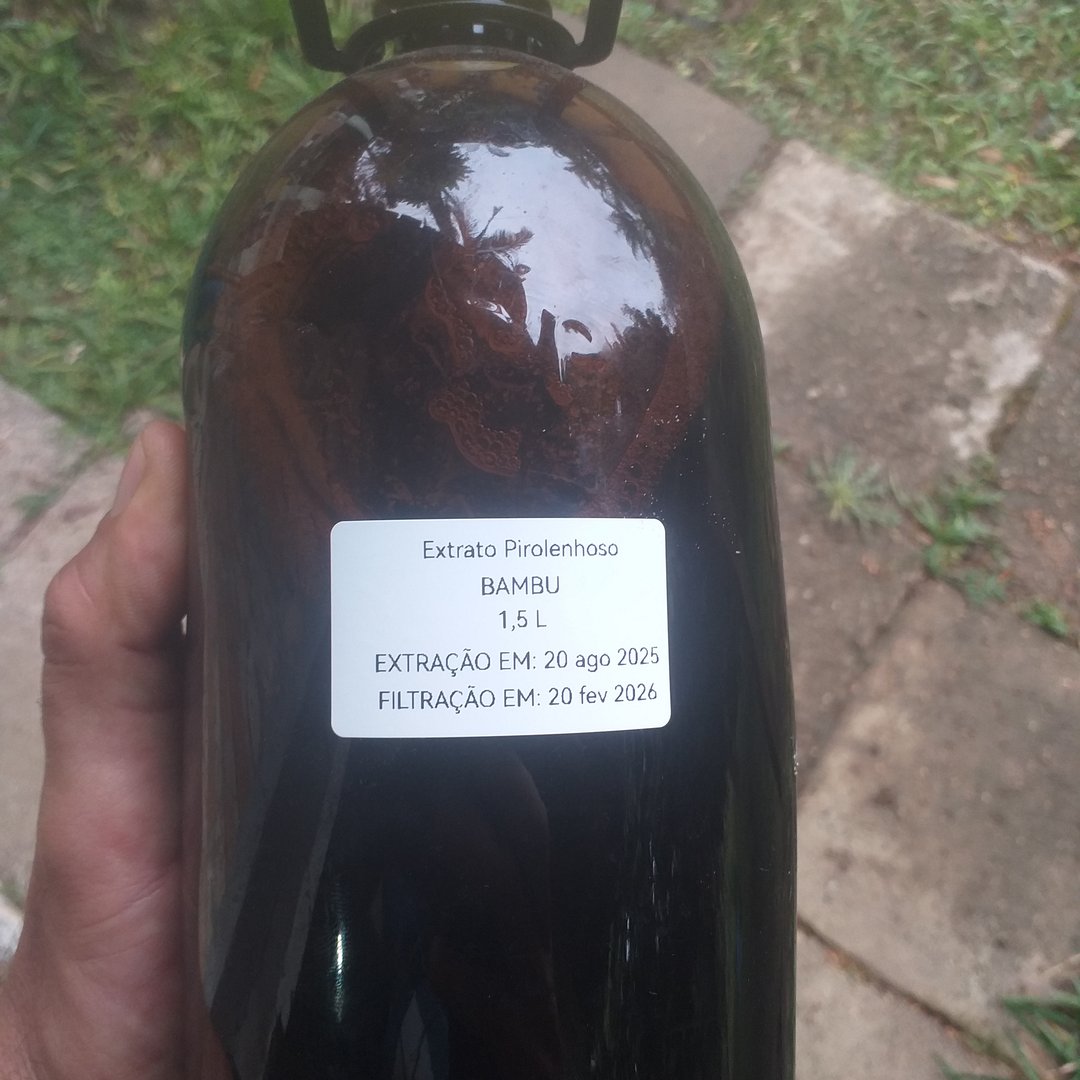 Extrato Pirolenhoso
BAMBU
1,5 L
EXTRAÇÃO EM: 20 ago 2025
FILTRAÇÃO EM: 20 fev 2026